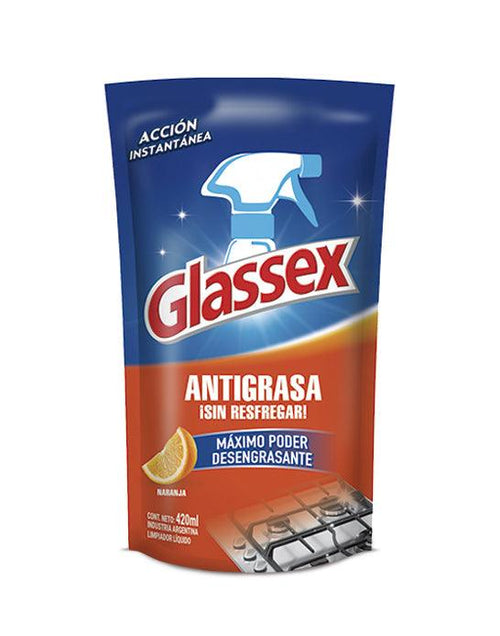 ACCIÓN
INSTANTÁNEA
Glassex
ANTIGRASA
¡SIN RESFREGAR!
MÁXIMO PODER
DESENGRASANTE
NARANJA
CONT. NETO: 420ml
INDUSTRIA ARGENTINA
LIMPIADOR LÍQUIDO